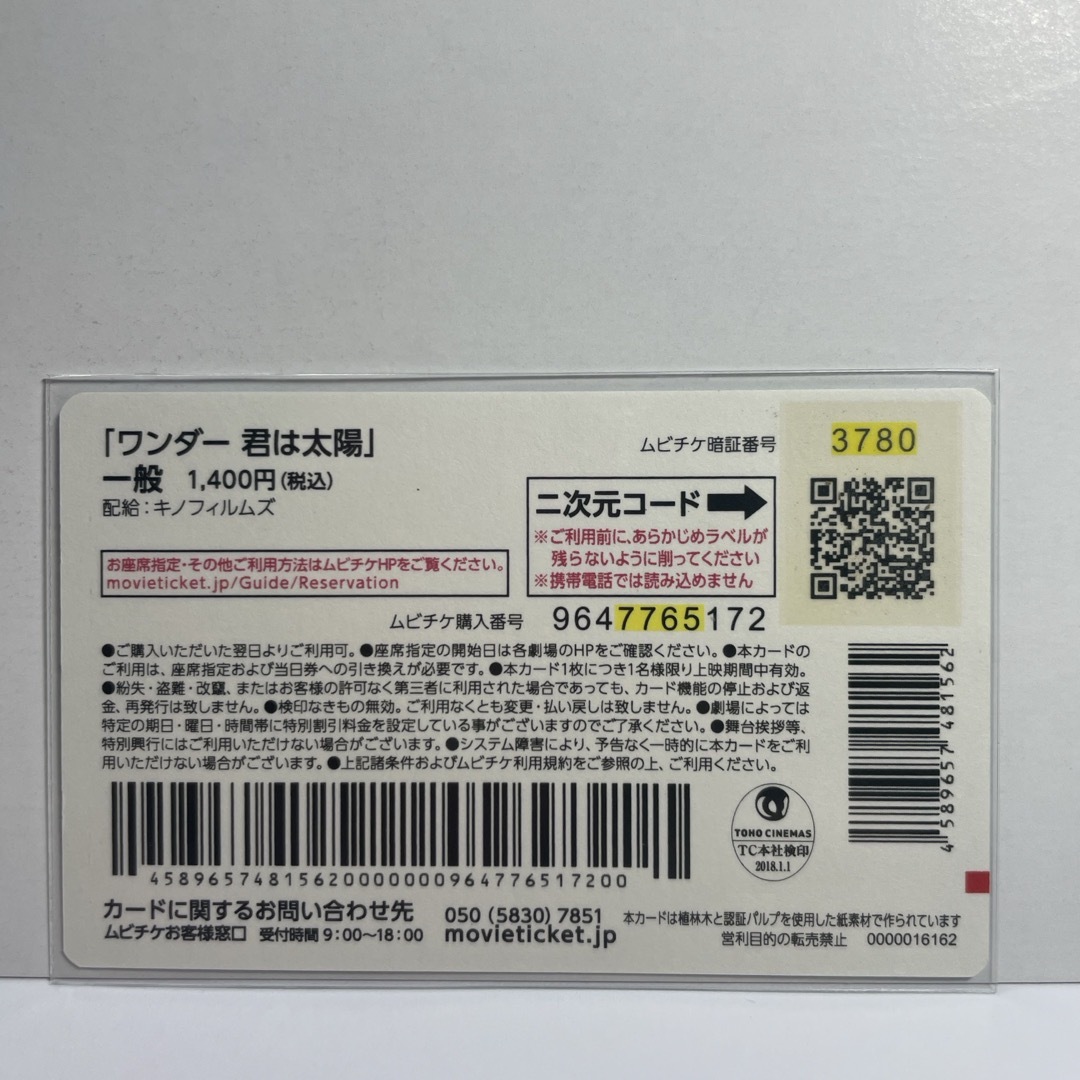 「ワンダー 君は太陽」
一般 1,400円(税込)
配給:キノフィルムズ
ムビチケ暗証番号 3780
二次元コード
※ご利用前に、あらかじめラベルが
残らないように削ってください
※携帯電話では読み込めません
お座席指定・その他ご利用方法はムビチケHPをご覧ください。
movieticket.jp/Guide/Reservation
ムビチケ購入番号 9647765172
●ご購入いただいた翌日よりご利用可。●座席指定の開始日は各劇場のHPをご確認ください。●本カードの
ご利用は、座席指定および当日券への引き換えが必要です。●本カード1枚につき1名様限り上映期間中有効。
●紛失・盗難・改竄、またはお客様の許可なく第三者に利用された場合であっても、カード機能の停止および返
金、再発行は致しません。●検印なきもの無効。ご利用なくとも変更・払い戻しは致しません。●劇場によっては
特定の期日・曜日・時間帯に特別割引料金を設定している事がございますのでご了承ください。●舞台挨拶等、
特別興行にはご利用いただけない場合がございます。●システム障害により、予告なく一時的に本カードをご利
用いただけない場合がございます。●上記諸条件およびムビチケ利用規約をご参照の上、ご利用ください。
4589657481562
45896574815620000000964776517200
TOHO CINEMAS
TC本社検印
2018.1.1
カードに関するお問い合わせ先 050 (5830) 7851
ムビチケお客様窓口 受付時間 9:00〜18:00 movieticket.jp
本カードは植林木と認証パルプを使用した紙素材で作られています
営利目的の転売禁止 0000016162